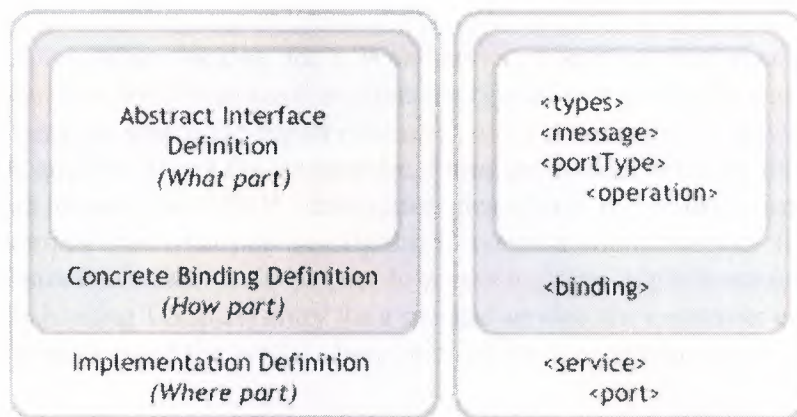 Abstract Interface
Definition
(What part)
Concrete Binding Definition
(How part)
Implementation Definition
(Where part)
<types>
<message>
<portType>
<operation>
<binding>
<service>
<port>